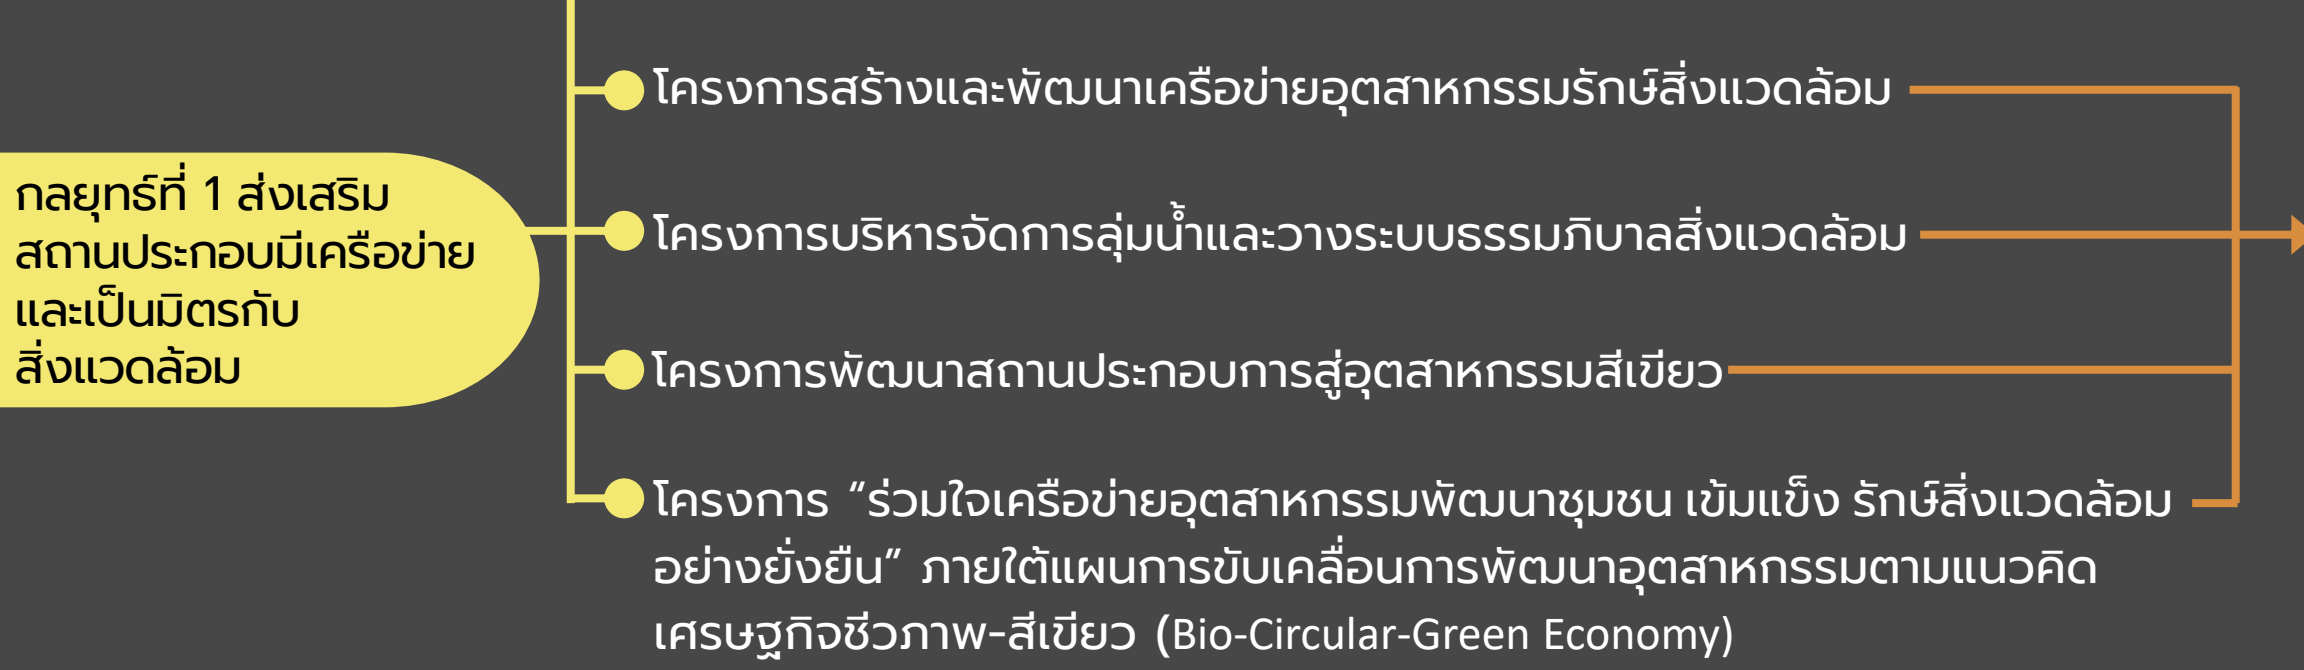 กลยุทธ์ที่ 1 ส่งเสริม
สถานประกอบมีเครือข่าย
และเป็นมิตรกับ
สิ่งแวดล้อม
โครงการสร้างและพัฒนาเครือข่ายอุตสาหกรรมรักษ์สิ่งแวดล้อม
โครงการบริหารจัดการลุ่มน้ำและวางระบบธรรมภิบาลสิ่งแวดล้อม
โครงการพัฒนาสถานประกอบการสู่อุตสาหกรรมสีเขียว
โครงการ “ร่วมใจเครือข่ายอุตสาหกรรมพัฒนาชุมชน เข้มแข็ง รักษ์สิ่งแวดล้อม
อย่างยั่งยืน” ภายใต้แผนการขับเคลื่อนการพัฒนาอุตสาหกรรมตามแนวคิด
เศรษฐกิจชีวภาพ-สีเขียว (Bio-Circular-Green Economy)